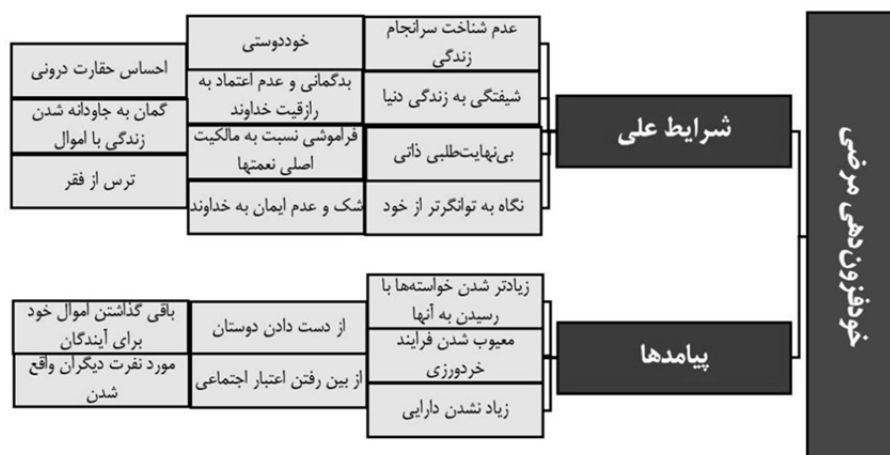 خودفزون‌دهی مرضی
شرایط علی
عدم شناخت سرانجام
زندگی
شیفتگی به زندگی دنیا
بی‌نهایت‌طلبی ذاتی
نگاه به توانگرتر از خود
خوددوستی
بدگمانی و عدم اعتماد به
رازقیت خداوند
فراموشی نسبت به مالکیت
اصلی نعمتها
شک و عدم ایمان به خداوند
احساس حقارت درونی
گمان به جاودانه شدن
زندگی با اموال
ترس از فقر
پیامدها
زیادتر شدن خواسته‌ها با
رسیدن به آنها
معیوب شدن فرایند
خردورزی
زیاد نشدن دارایی
از دست دادن دوستان
از بین رفتن اعتبار اجتماعی
باقی گذاشتن اموال خود
برای آیندگان
مورد نفرت دیگران واقع
شدن